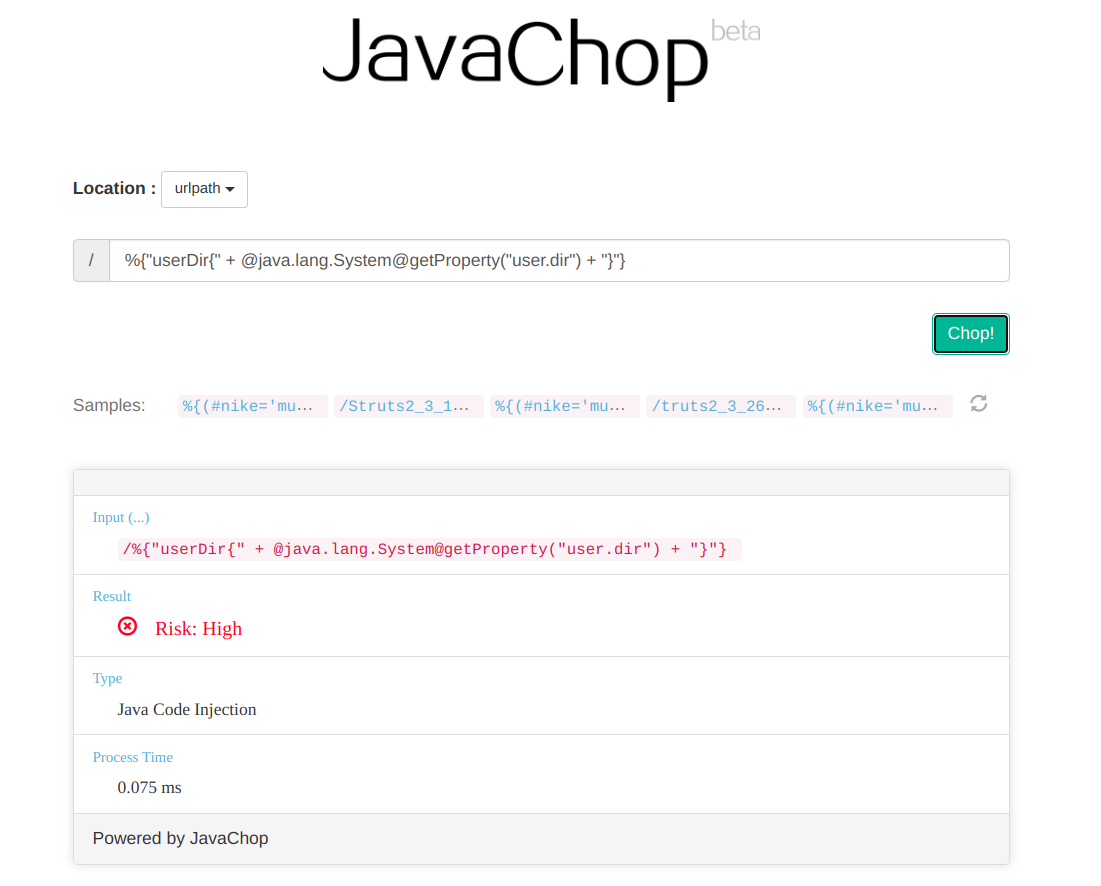 JavaChop beta
Location : urlpath
/ %{"userDir{" + @java.lang.System@getProperty("user.dir") + "}"}
Chop!
Samples: %{(#nike='mu... /Struts2_3_1... %{(#nike='mu... /truts2_3_26... %{(#nike='mu...
Input (...)
/%{"userDir{" + @java.lang.System@getProperty("user.dir") + "}"}
Result
Risk: High
Type
Java Code Injection
Process Time
0.075 ms
Powered by JavaChop